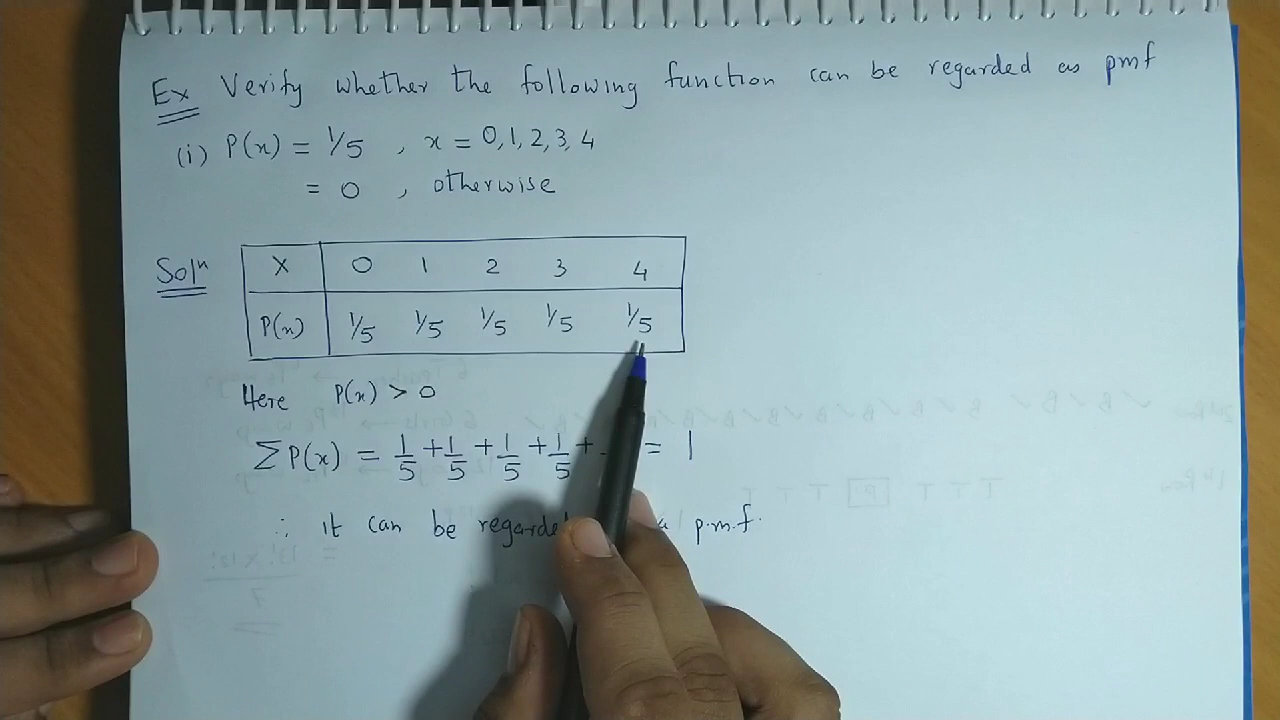 Ex Verify whether the following function can be regarded as pmf
(i) P(x) = 1/5 , x = 0,1,2,3,4
= 0 , otherwise
Soln
X 0 1 2 3 4
P(x) 1/5 1/5 1/5 1/5 1/5
Here P(x) > 0
∑P(x) = 1/5 + 1/5 + 1/5 + 1/5 + = 1
∴ it can be a p.m.f.